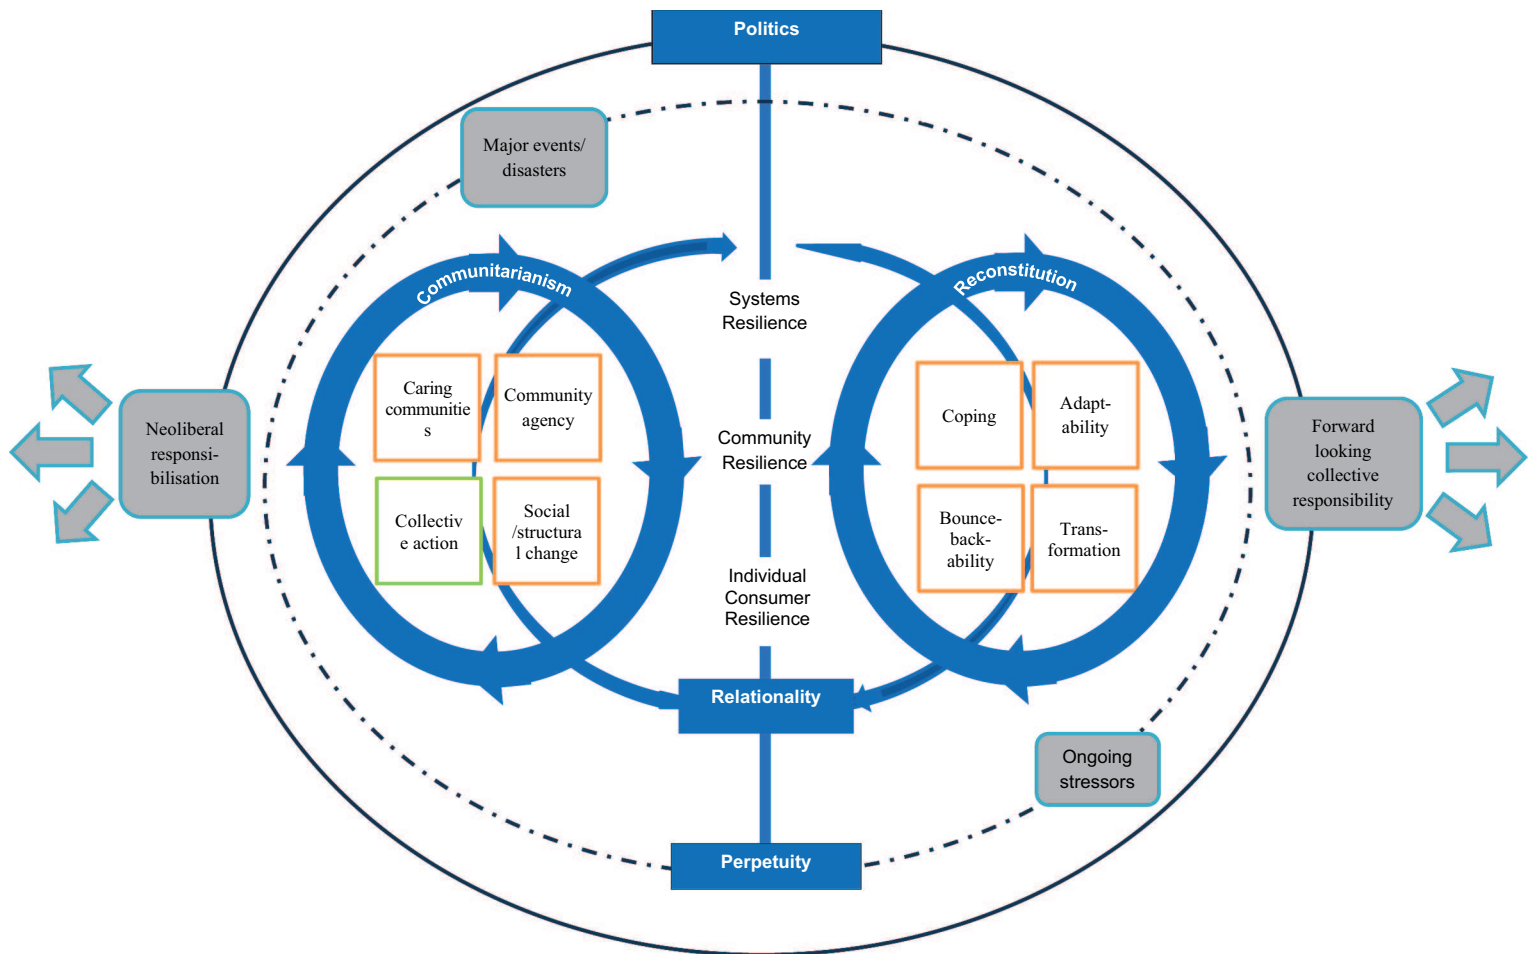 Politics
Major events/
disasters
Communitarianism
Reconstitution
Systems
Resilience
Caring
communitie
s
Community
agency
Coping
Adapt-
ability
Neoliberal
responsi-
bilisation
Community
Resilience
Forward
looking
collective
responsibility
Collectiv
e action
Social
/structura
l change
Bounce-
back-
ability
Trans-
formation
Individual
Consumer
Resilience
Relationality
Ongoing
stressors
Perpetuity